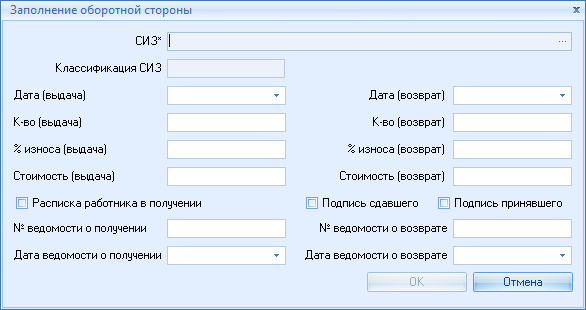 Заполнение оборотной стороны
СИЗ*
Классификация СИЗ
Дата (выдача) Дата (возврат)
К-во (выдача) К-во (возврат)
% износа (выдача) % износа (возврат)
Стоимость (выдача) Стоимость (возврат)
Расписка работника в получении Подпись сдавшего Подпись принявшего
№ ведомости о получении № ведомости о возврате
Дата ведомости о получении Дата ведомости о возврате
OK Отмена